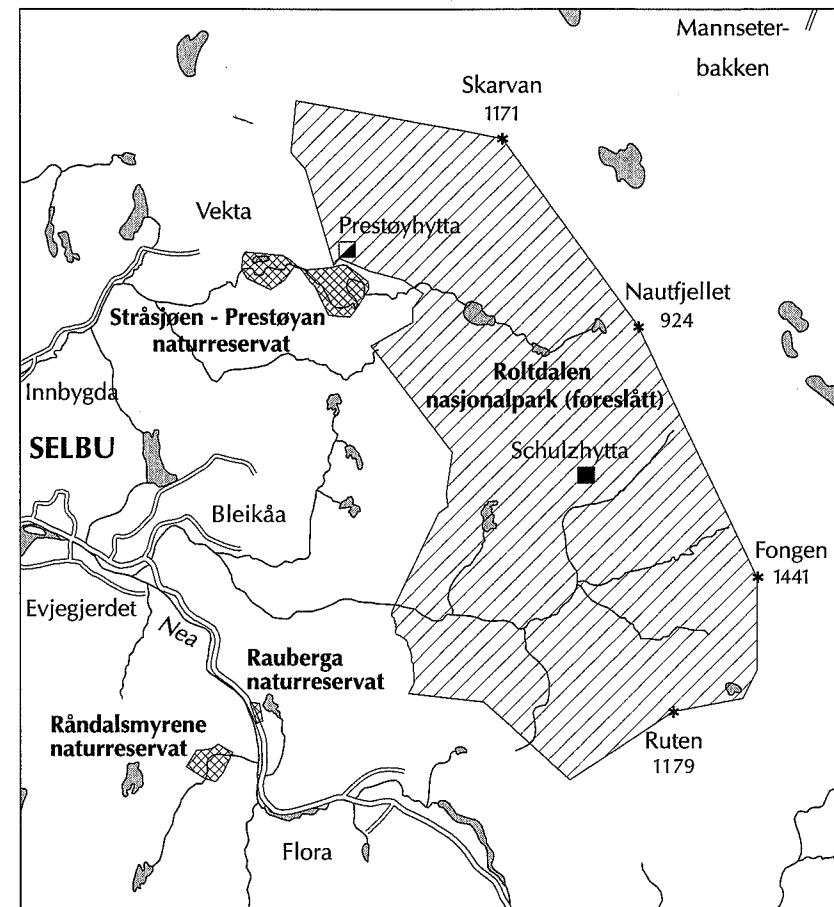 Mannseter-
bakken
Skarvan
1171
Vekta
Prestøyhytta
Nautfjellet
924
Stråsjøen - Prestøyan
naturreservat
Roltdalen
nasjonalpark (føreslått)
Innbygda
SELBU
Schulzhytta
Bleikåa
Fongen
1441
Evjegjerdet
Nea
Rauberga
naturreservat
Råndalsmyrene
naturreservat
Ruten
1179
Flora